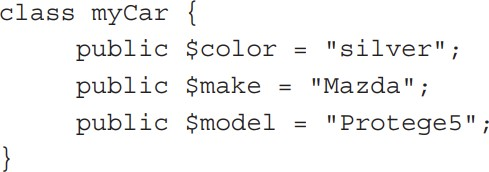 class myCar {
     public $color = "silver";
     public $make = "Mazda";
     public $model = "Protege5";
}